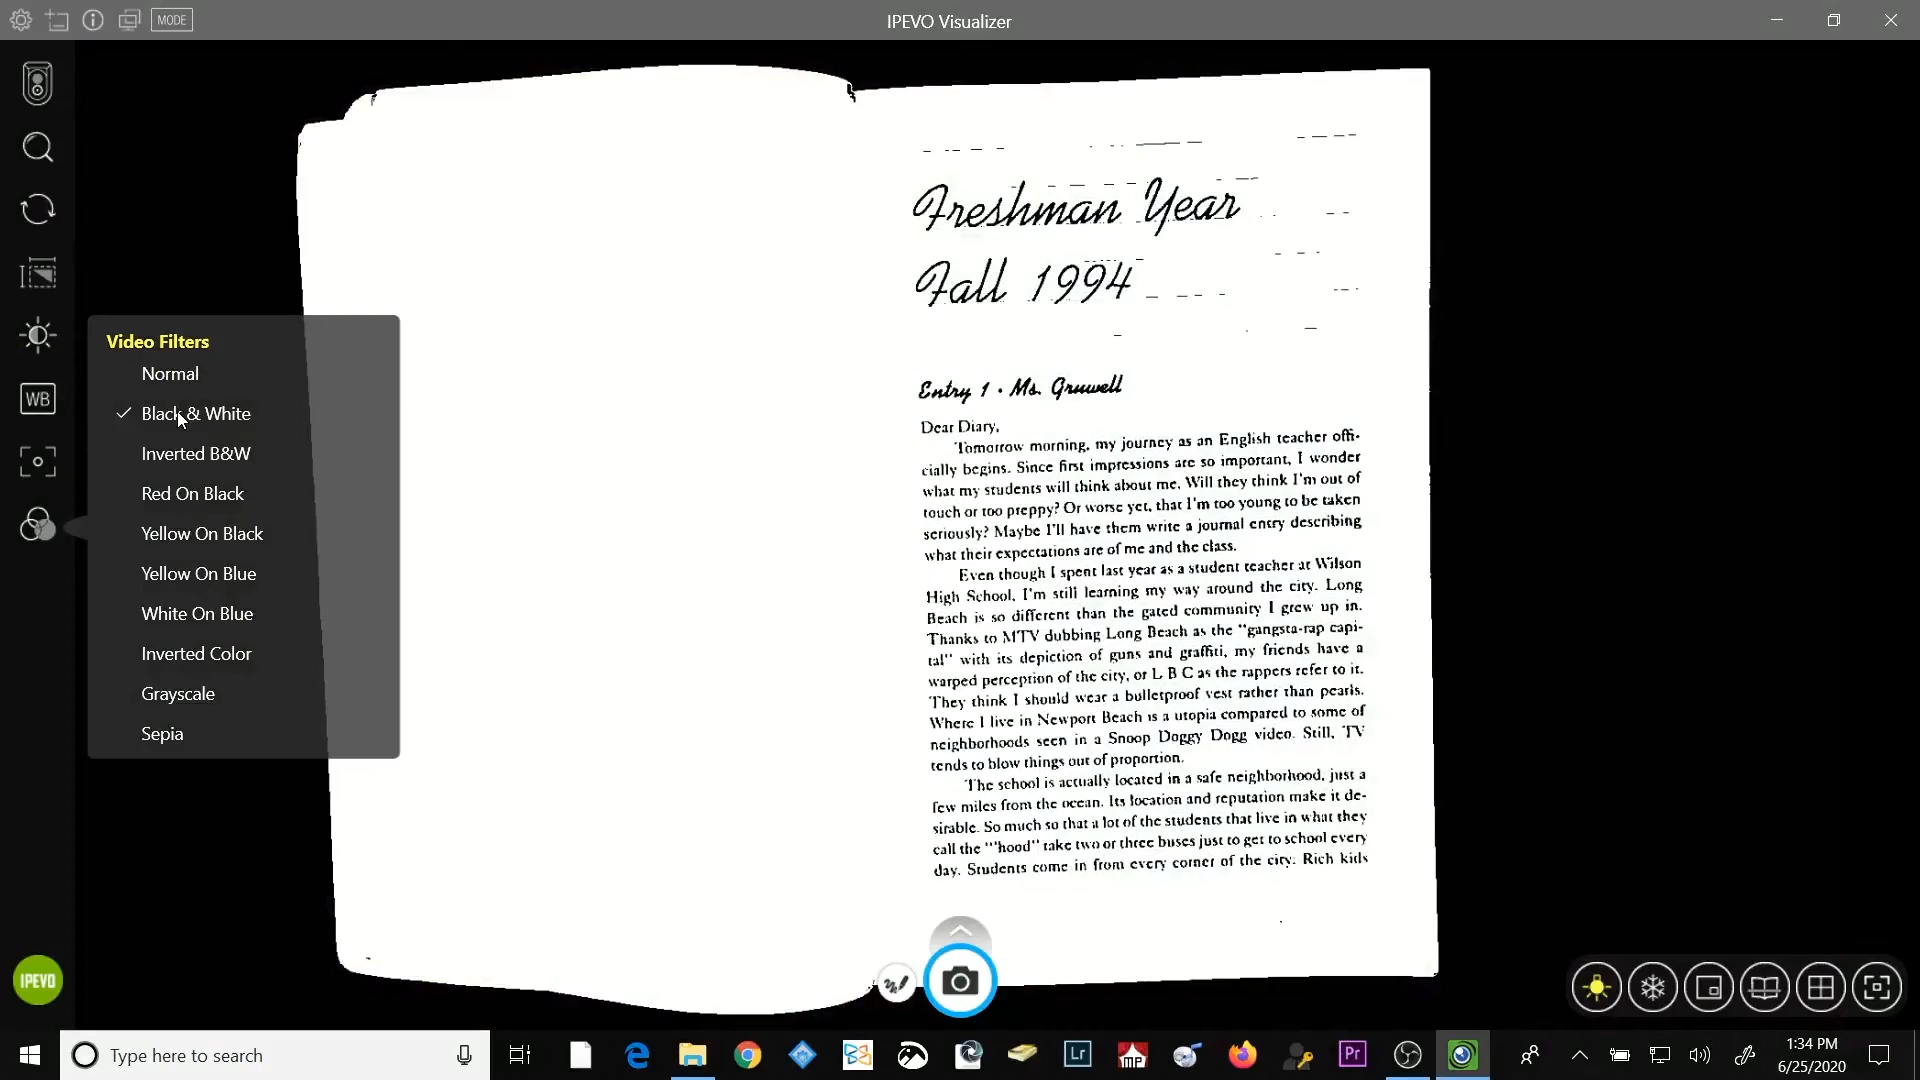 MODE
IPEVO Visualizer
WB
Video Filters
Normal
Black & White
Inverted B&W
Red On Black
Yellow On Black
Yellow On Blue
White On Blue
Inverted Color
Grayscale
Sepia
IPEVO
Freshman Year
Fall 1994
Entry 1 • Ms. Gruwell
Dear Diary,
Tomorrow morning, my journey as an English teacher offi-
cially begins. Since first impressions are so important, I wonder
what my students will think about me. Will they think I'm out of
touch or too preppy? Or worse yet, that I'm too young to be taken
seriously? Maybe I'll have them write a journal entry describing
what their expectations are of me and the class.
Even though I spent last year as a student teacher at Wilson
High School, I'm still learning my way around the city. Long
Beach is so different than the gated community I grew up in.
Thanks to MTV dubbing Long Beach as the "gangsta-rap capi-
tal" with its depiction of guns and graffiti, my friends have a
warped perception of the city, or L B C as the rappers refer to it.
They think I should wear a bulletproof vest rather than pearls.
Where I live in Newport Beach is a utopia compared to some of
neighborhoods seen in a Snoop Doggy Dogg video. Still, TV
tends to blow things out of proportion.
The school is actually located in a safe neighborhood, just a
few miles from the ocean. Its location and reputation make it de-
sirable. So much so that a lot of the students that live in what they
call the "'hood" take two or three buses just to get to school every
day. Students come in from every corner of the city: Rich kids
Type here to search
Lr
MP
Pr
1:34 PM
6/25/2020